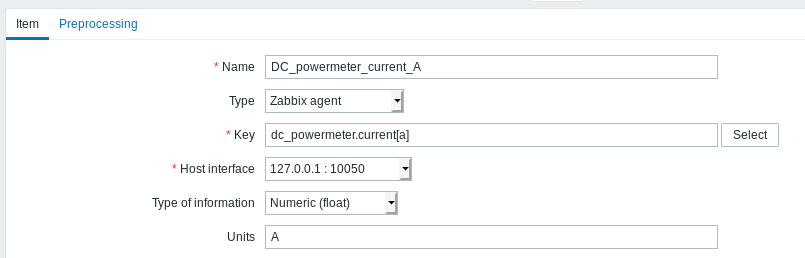 Item Preprocessing
* Name DC_powermeter_current_A
Type Zabbix agent
* Key dc_powermeter.current[a] Select
* Host interface 127.0.0.1 : 10050
Type of information Numeric (float)
Units A